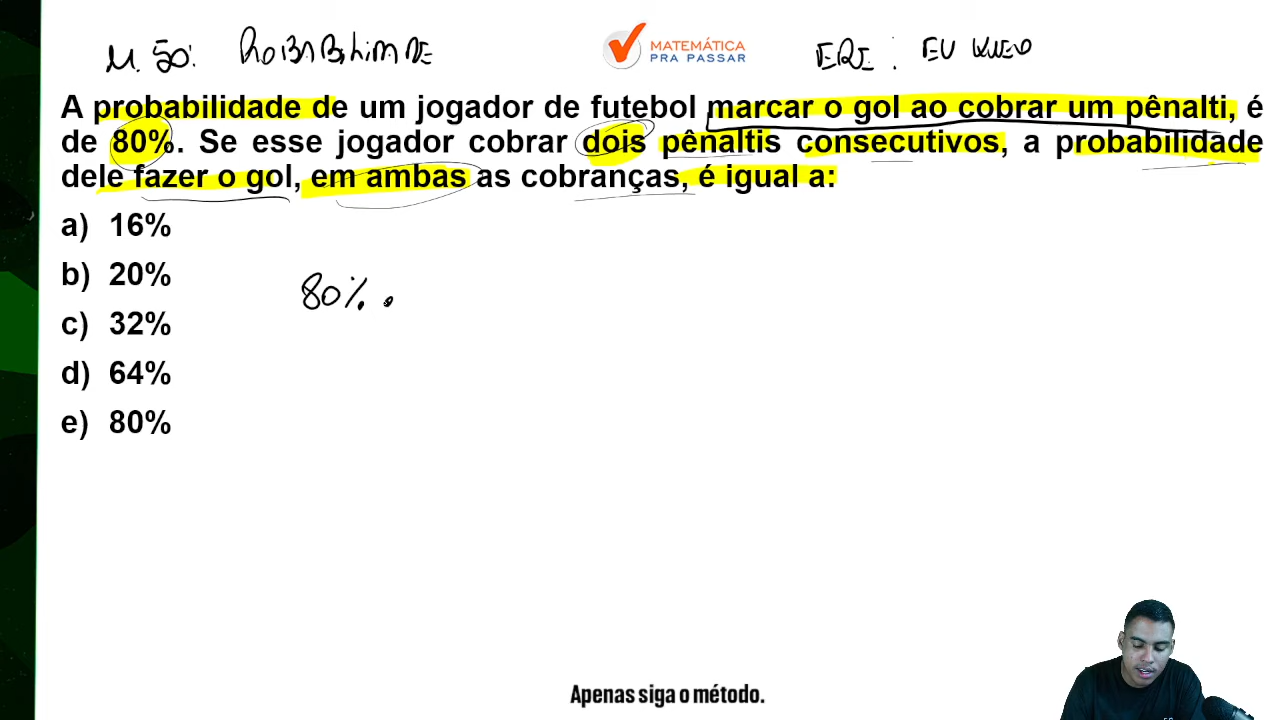 M. 50:
MATEMÁTICA
PRA PASSAR
A probabilidade de um jogador de futebol marcar o gol ao cobrar um pênalti, é
de 80%. Se esse jogador cobrar dois pênaltis consecutivos, a probabilidade
dele fazer o gol, em ambas as cobranças, é igual a:
a) 16%
b) 20%
80% .
c) 32%
d) 64%
e) 80%
Apenas siga o método.